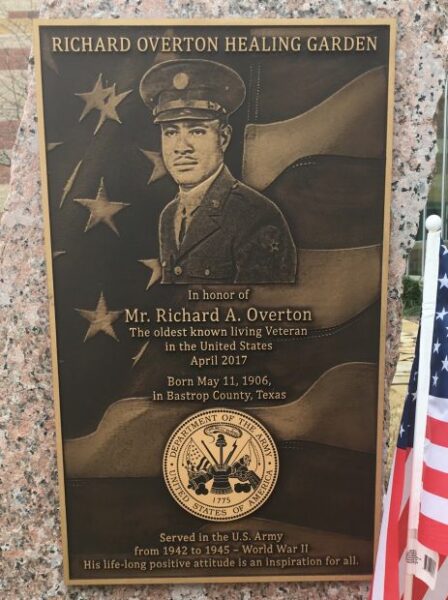 RICHARD OVERTON HEALING GARDEN
In honor of
Mr. Richard A. Overton
The oldest known living Veteran
in the United States
April 2017
Born May 11, 1906,
in Bastrop County, Texas
DEPARTMENT OF THE ARMY
UNITED STATES OF AMERICA
1775
Served in the U.S. Army
from 1942 to 1945 – World War II
His life-long positive attitude is an inspiration for all.